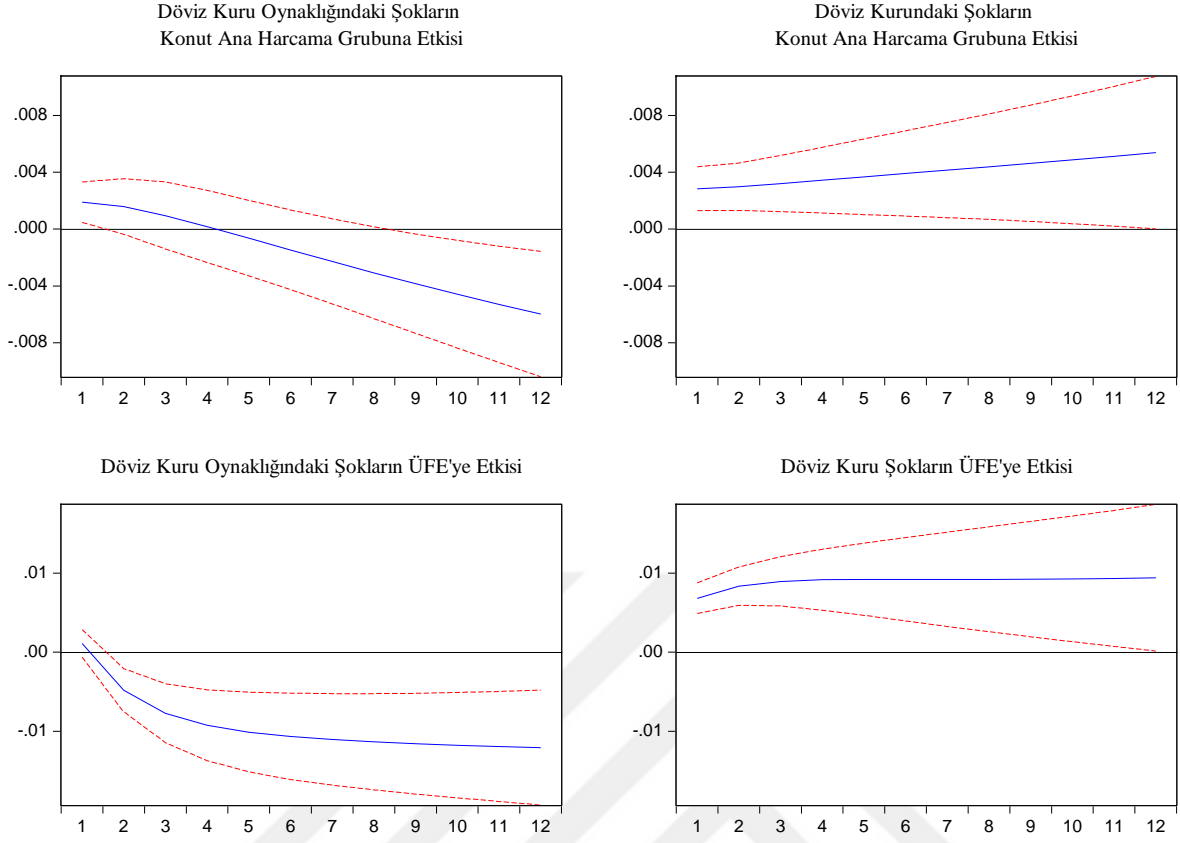 Döviz Kuru Oynaklığındaki Şokların
Konut Ana Harcama Grubuna Etkisi
.008
.004
.000
-.004
-.008
1 2 3 4 5 6 7 8 9 10 11 12
Döviz Kurundaki Şokların
Konut Ana Harcama Grubuna Etkisi
.008
.004
.000
-.004
-.008
1 2 3 4 5 6 7 8 9 10 11 12
Döviz Kuru Oynaklığındaki Şokların ÜFE'ye Etkisi
.01
.00
-.01
1 2 3 4 5 6 7 8 9 10 11 12
Döviz Kuru Şokların ÜFE'ye Etkisi
.01
.00
-.01
1 2 3 4 5 6 7 8 9 10 11 12